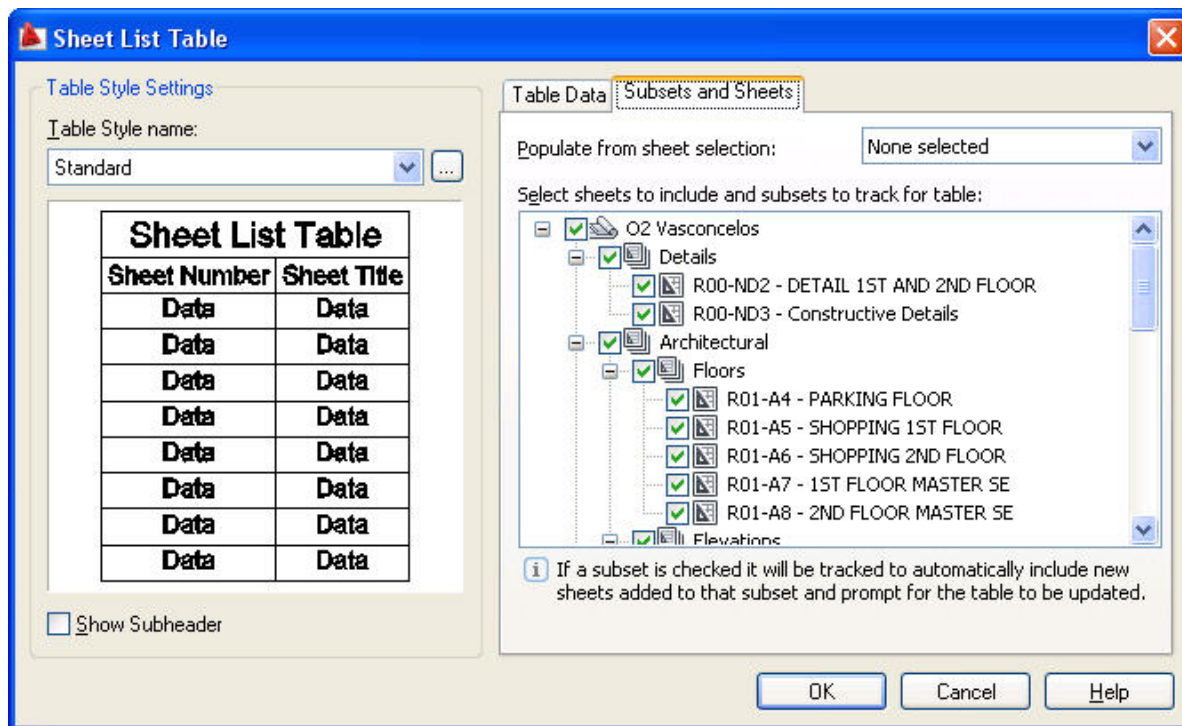 Sheet List Table
Table Style Settings
Table Style name:
Standard
...
Sheet List Table
Sheet Number Sheet Title
Data Data
Data Data
Data Data
Data Data
Data Data
Data Data
Data Data
Data Data
Show Subheader
Table Data Subsets and Sheets
Populate from sheet selection: None selected
Select sheets to include and subsets to track for table:
O2 Vasconcelos
Details
R00-ND2 - DETAIL 1ST AND 2ND FLOOR
R00-ND3 - Constructive Details
Architectural
Floors
R01-A4 - PARKING FLOOR
R01-A5 - SHOPPING 1ST FLOOR
R01-A6 - SHOPPING 2ND FLOOR
R01-A7 - 1ST FLOOR MASTER SE
R01-A8 - 2ND FLOOR MASTER SE
Elevations
If a subset is checked it will be tracked to automatically include new
sheets added to that subset and prompt for the table to be updated.
OK Cancel Help